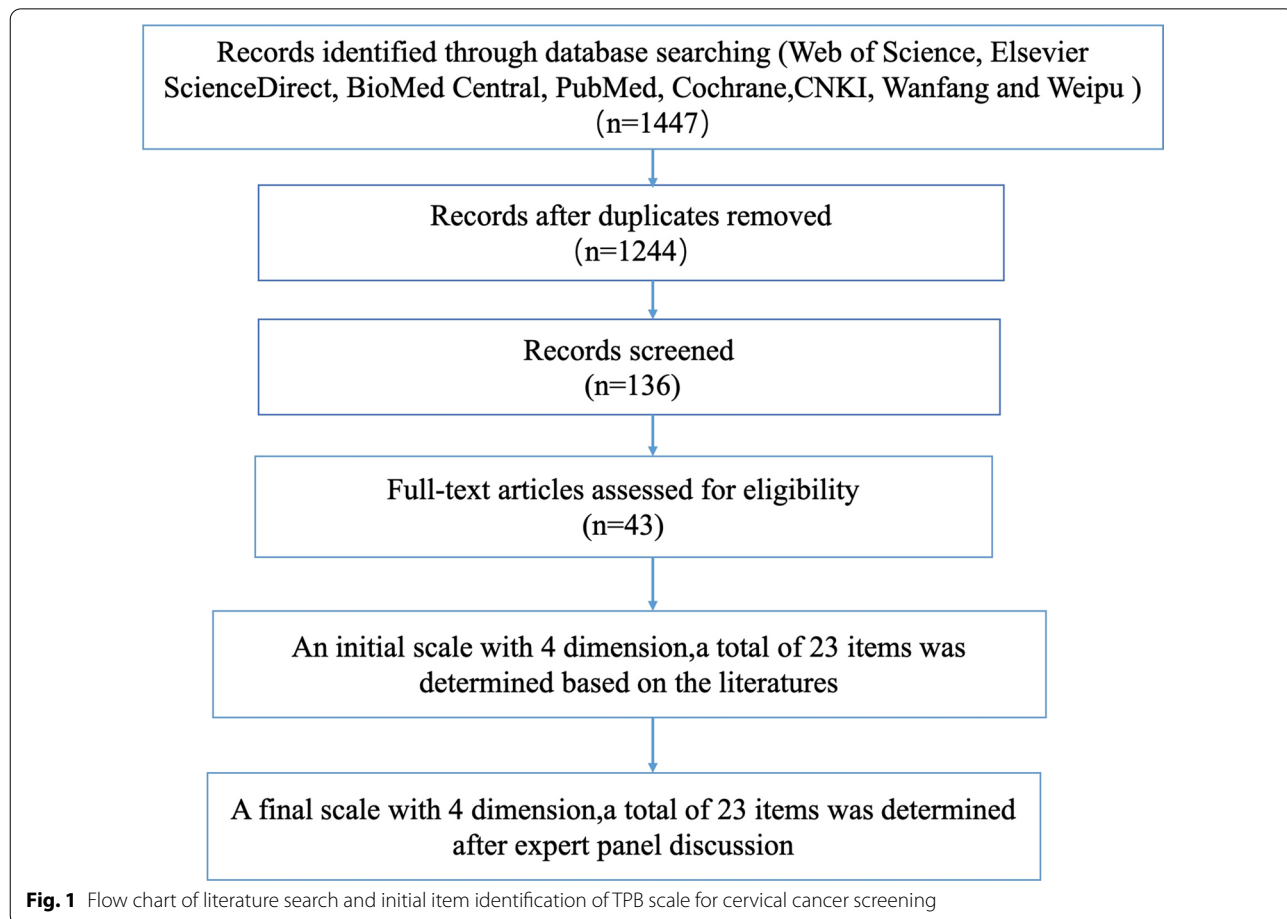 Records identified through database searching (Web of Science, Elsevier
ScienceDirect, BioMed Central, PubMed, Cochrane,CNKI, Wanfang and Weipu )
(n=1447)
Records after duplicates removed
(n=1244)
Records screened
(n=136)
Full-text articles assessed for eligibility
(n=43)
An initial scale with 4 dimension,a total of 23 items was
determined based on the literatures
A final scale with 4 dimension,a total of 23 items was determined
after expert panel discussion
Fig. 1 Flow chart of literature search and initial item identification of TPB scale for cervical cancer screening